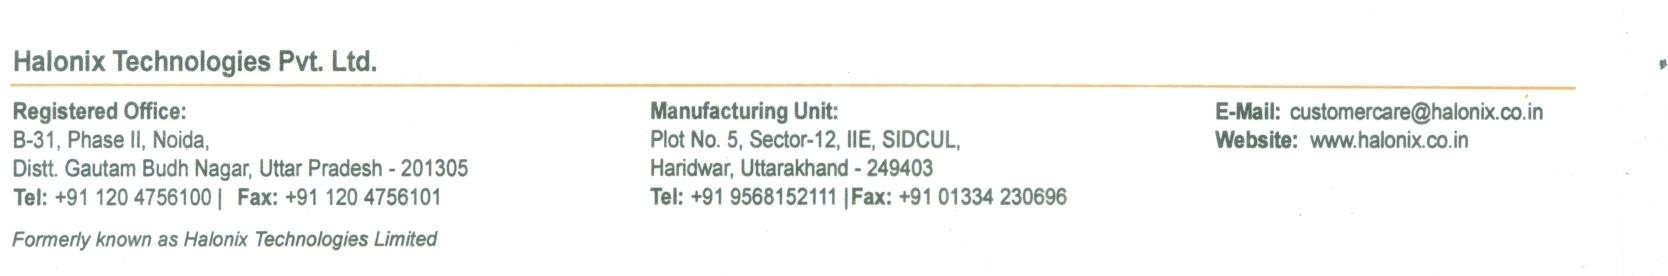 Halonix Technologies Pvt. Ltd.
Registered Office:
B-31, Phase II, Noida,
Distt. Gautam Budh Nagar, Uttar Pradesh - 201305
Tel: +91 120 4756100 | Fax: +91 120 4756101
Formerly known as Halonix Technologies Limited
Manufacturing Unit:
Plot No. 5, Sector-12, IIE, SIDCUL,
Haridwar, Uttarakhand - 249403
Tel: +91 9568152111 |Fax: +91 01334 230696
E-Mail: customercare@halonix.co.in
Website: www.halonix.co.in